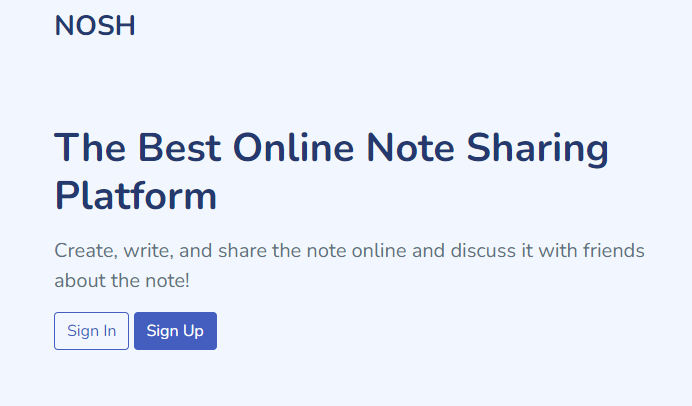 NOSH
The Best Online Note Sharing
Platform
Create, write, and share the note online and discuss it with friends
about the note!
Sign In Sign Up